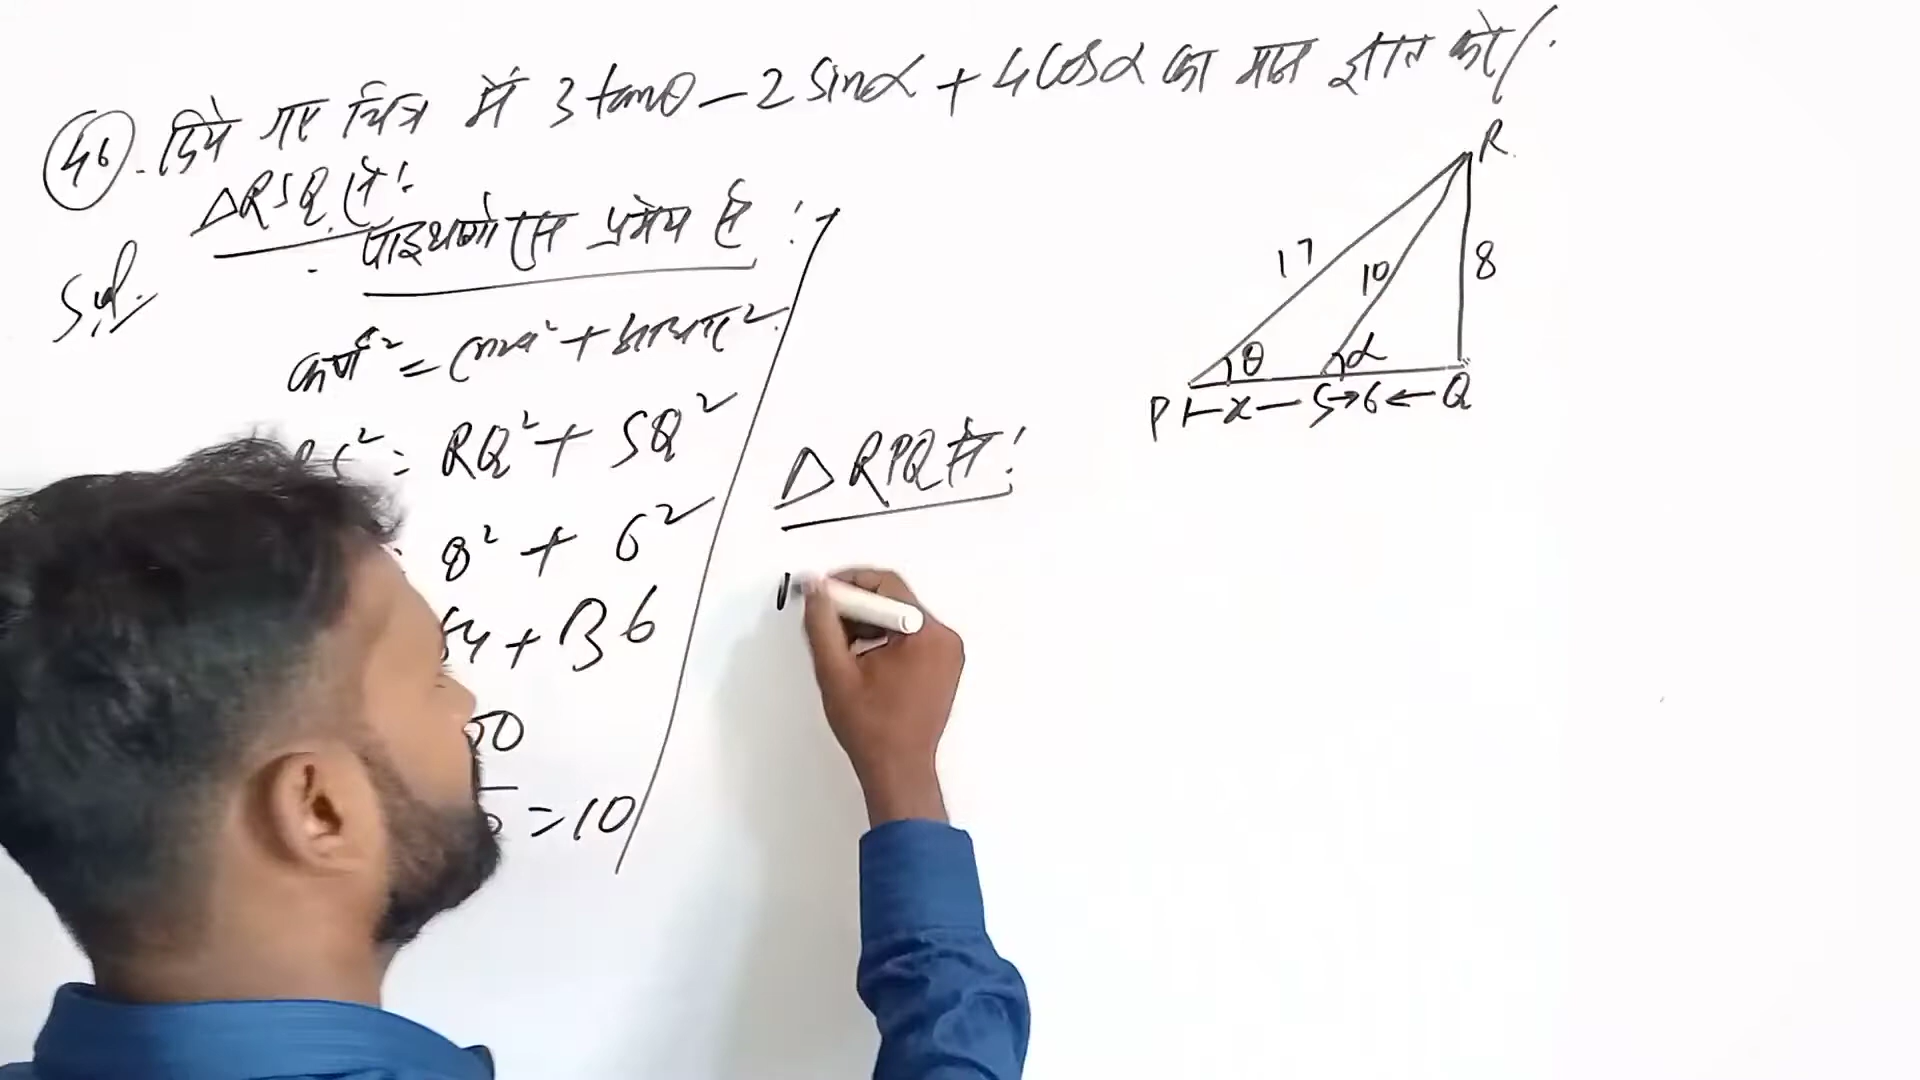 46. दिये गए चित्र में 3 tanθ – 2 sinα + 4 cosα का मान ज्ञात करो/.
Sol.
ΔRSQ में:
पाइथागोरस प्रमेय से:
कर्ण² = लम्ब² + आधार²
RQ² + SQ²
8² + 6²
+ 36
= 10
ΔRPQ में:
R
17
10
8
θ
α
P x S 6 Q